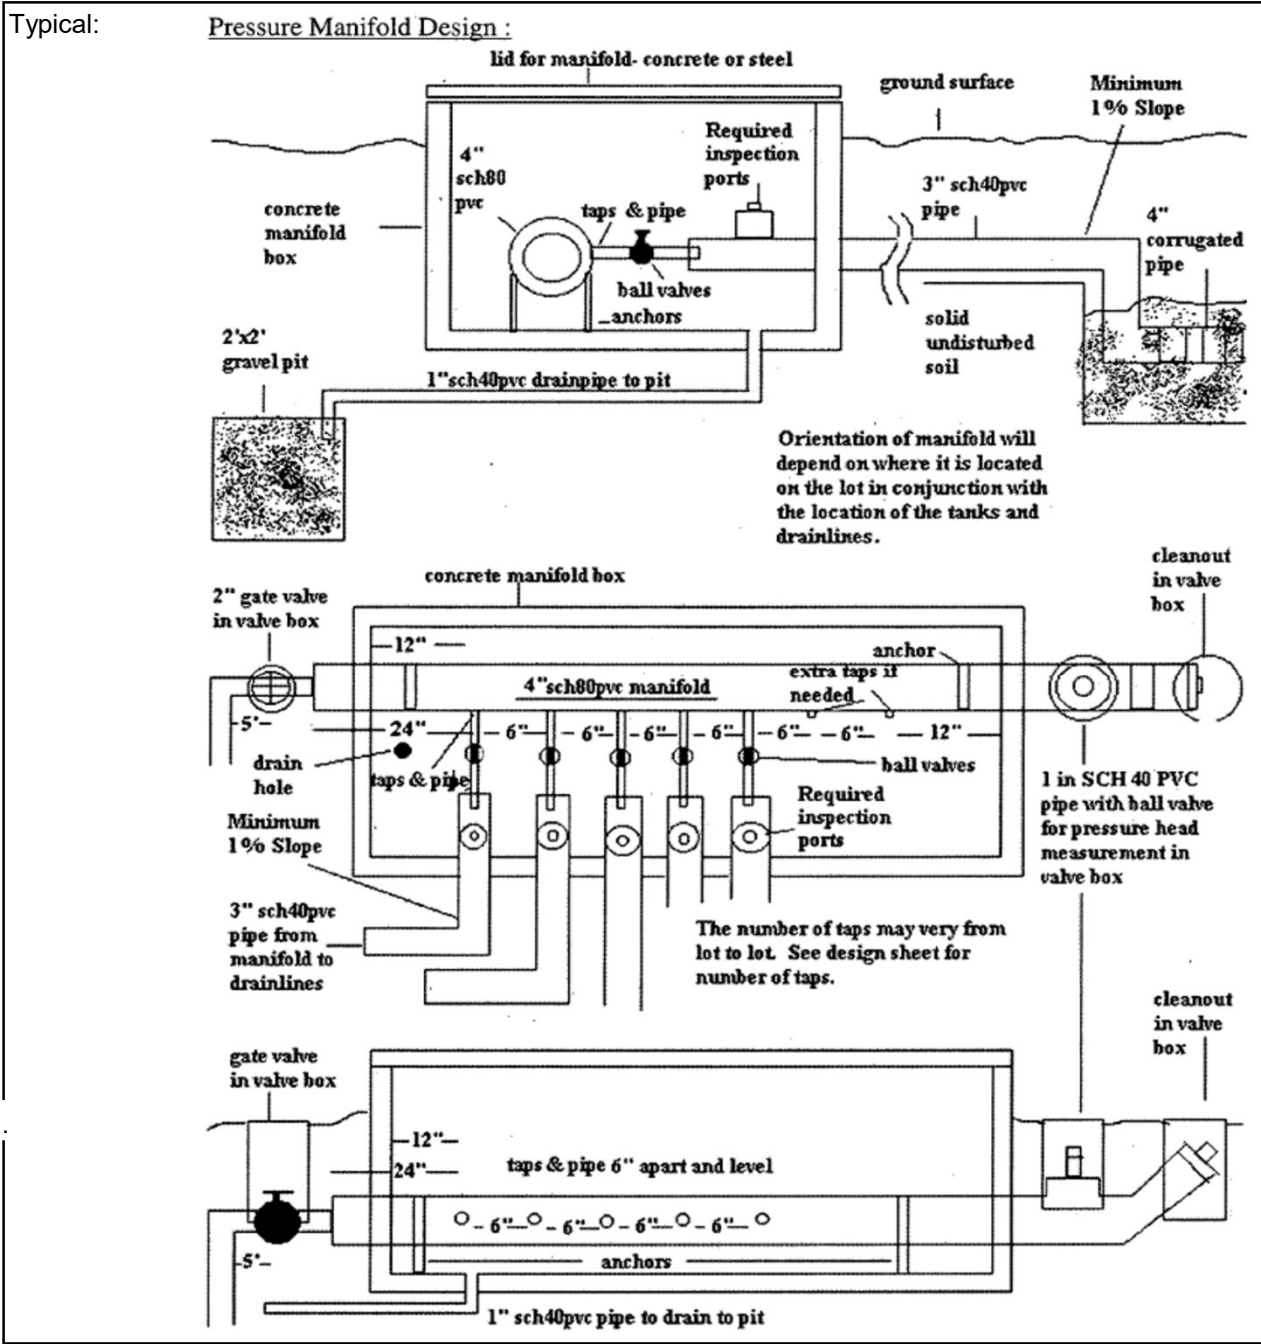 Typical:
Pressure Manifold Design :
lid for manifold- concrete or steel
ground surface
Minimum
1% Slope
Required
inspection
ports
4"
sch80
pvc
taps & pipe
3" sch40pvc
pipe
4"
corrugated
pipe
concrete
manifold
box
ball valves
anchors
solid
undisturbed
soil
2'x2'
gravel pit
1"sch40pvc drainpipe to pit
Orientation of manifold will
depend on where it is located
on the lot in conjunction with
the location of the tanks and
drainlines.
cleanout
in valve
box
concrete manifold box
2" gate valve
in valve box
12"
anchor
extra taps if
needed
4"sch80pvc manifold
5'
24"
6"
6"
6"
6"
6"
6"
12"
drain
hole
taps & pipe
ball valves
Required
inspection
ports
1 in SCH 40 PVC
pipe with ball valve
for pressure head
measurement in
valve box
Minimum
1% Slope
3" sch40pvc
pipe from
manifold to
drainlines
The number of taps may very from
lot to lot. See design sheet for
number of taps.
cleanout
in valve
box
gate valve
in valve box
12"
24"
taps & pipe 6" apart and level
6"
6"
6"
6"
5'
anchors
1" sch40pvc pipe to drain to pit